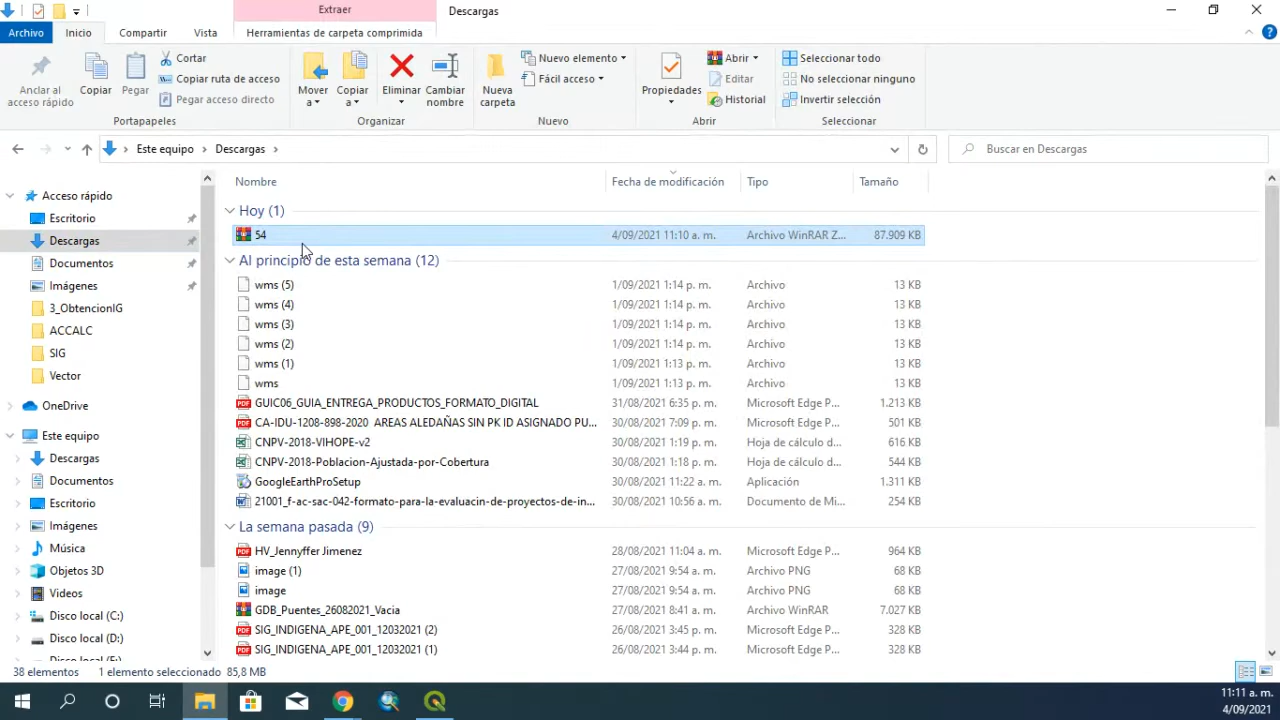 Extraer
Descargas
Archivo
Inicio
Compartir
Vista
Herramientas de carpeta comprimida
Anclar al
acceso rápido
Copiar
Pegar
Cortar
Copiar ruta de acceso
Pegar acceso directo
Mover
a
Copiar
a
Eliminar
Cambiar
nombre
Nueva
carpeta
Nuevo elemento
Fácil acceso
Propiedades
Abrir
Editar
Historial
Seleccionar todo
No seleccionar ninguno
Invertir selección
Portapapeles
Organizar
Nuevo
Abrir
Seleccionar
Este equipo > Descargas >
Buscar en Descargas
Nombre Fecha de modificación Tipo Tamaño
Acceso rápido
Escritorio
Descargas
Documentos
Imágenes
3_ObtencionIG
ACCALC
SIG
Vector
OneDrive
Este equipo
Descargas
Documentos
Escritorio
Imágenes
Música
Objetos 3D
Videos
Disco local (C:)
Disco local (D:)
Hoy (1)
54 4/09/2021 11:10 a. m. Archivo WinRAR Z... 87.909 KB
Al principio de esta semana (12)
wms (5) 1/09/2021 1:14 p. m. Archivo 13 KB
wms (4) 1/09/2021 1:14 p. m. Archivo 13 KB
wms (3) 1/09/2021 1:14 p. m. Archivo 13 KB
wms (2) 1/09/2021 1:14 p. m. Archivo 13 KB
wms (1) 1/09/2021 1:13 p. m. Archivo 13 KB
wms 1/09/2021 1:13 p. m. Archivo 13 KB
GUIC06_GUIA_ENTREGA_PRODUCTOS_FORMATO_DIGITAL 31/08/2021 6:35 p. m. Microsoft Edge P... 1.213 KB
CA-IDU-1208-898-2020 AREAS ALEDAÑAS SIN PK ID ASIGNADO PU... 30/08/2021 7:09 p. m. Microsoft Edge P... 501 KB
CNPV-2018-VIHOPE-v2 30/08/2021 1:19 p. m. Hoja de cálculo d... 616 KB
CNPV-2018-Poblacion-Ajustada-por-Cobertura 30/08/2021 1:18 p. m. Hoja de cálculo d... 544 KB
GoogleEarthProSetup 30/08/2021 11:22 a. m. Aplicación 1.311 KB
21001_f-ac-sac-042-formato-para-la-evaluacin-de-proyectos-de-in... 30/08/2021 10:56 a. m. Documento de Mi... 254 KB
La semana pasada (9)
HV_Jennyffer Jimenez 28/08/2021 11:04 a. m. Microsoft Edge P... 964 KB
image (1) 27/08/2021 9:54 a. m. Archivo PNG 68 KB
image 27/08/2021 9:54 a. m. Archivo PNG 68 KB
GDB_Puentes_26082021_Vacia 27/08/2021 8:41 a. m. Archivo WinRAR 7.027 KB
SIG_INDIGENA_APE_001_12032021 (2) 26/08/2021 3:45 p. m. Microsoft Edge P... 328 KB
SIG_INDIGENA_APE_001_12032021 (1) 26/08/2021 3:44 p. m. Microsoft Edge P... 328 KB
38 elementos 1 elemento seleccionado 85,8 MB
11:11 a. m.
4/09/2021